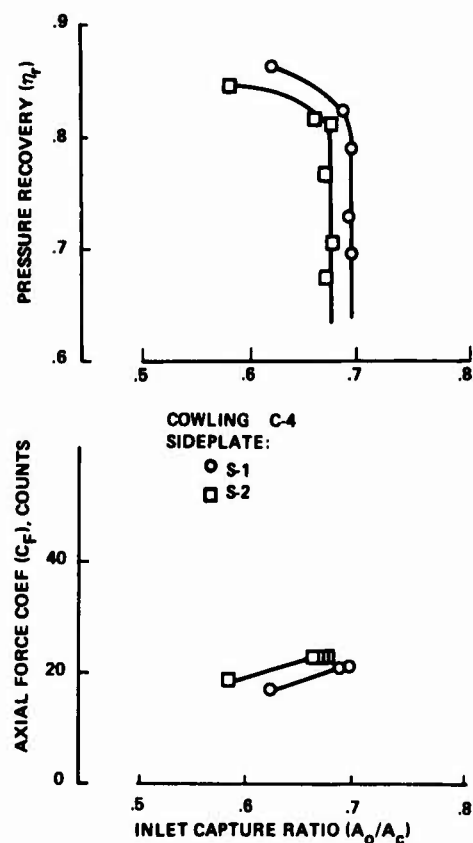 PRESSURE RECOVERY (ηr)
.9
.8
.7
.6
.5
.6
.7
.8
COWLING C-4
SIDEPLATE:
S-1
S-2
AXIAL FORCE COEF (CF), COUNTS
40
20
0
.5
.6
.7
.8
INLET CAPTURE RATIO (Ao/Ac)